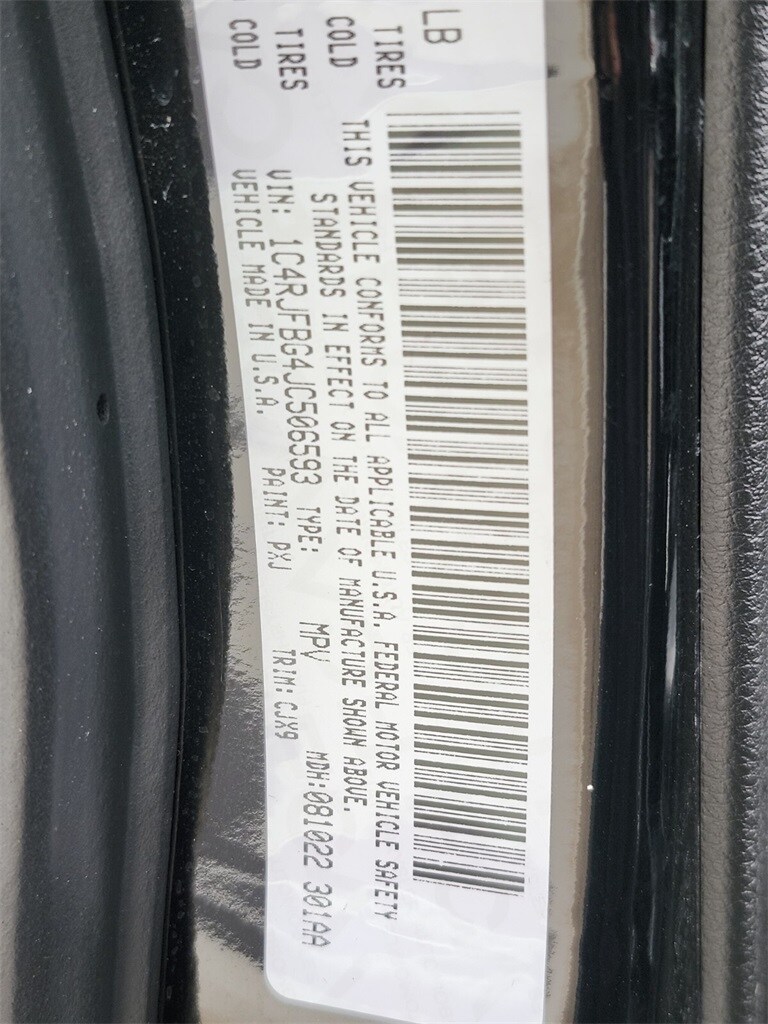 LB
TIRES COLD
TIRES COLD
THIS VEHICLE CONFORMS TO ALL APPLICABLE U.S.A. FEDERAL MOTOR VEHICLE SAFETY
STANDARDS IN EFFECT ON THE DATE OF MANUFACTURE SHOWN ABOVE.
VIN: 1C4RJFBG4JC506593 TYPE: MPV MDH:081022 301AA
VEHICLE MADE IN U.S.A. PAINT: PXJ TRIM:CJX9